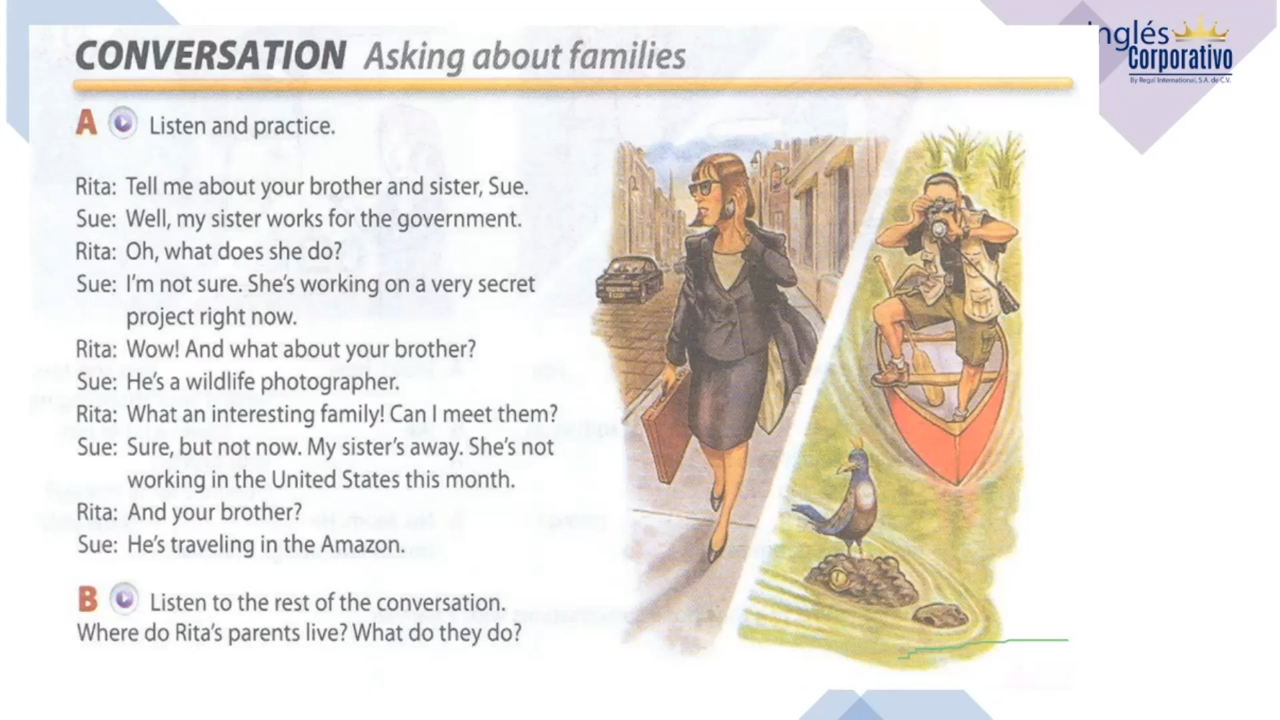 CONVERSATION Asking about families
nglés
Corporativo
By Regal International, S.A. de C.V.
A Listen and practice.
Rita: Tell me about your brother and sister, Sue.
Sue: Well, my sister works for the government.
Rita: Oh, what does she do?
Sue: I'm not sure. She's working on a very secret
project right now.
Rita: Wow! And what about your brother?
Sue: He's a wildlife photographer.
Rita: What an interesting family! Can I meet them?
Sue: Sure, but not now. My sister's away. She's not
working in the United States this month.
Rita: And your brother?
Sue: He's traveling in the Amazon.
B Listen to the rest of the conversation.
Where do Rita's parents live? What do they do?